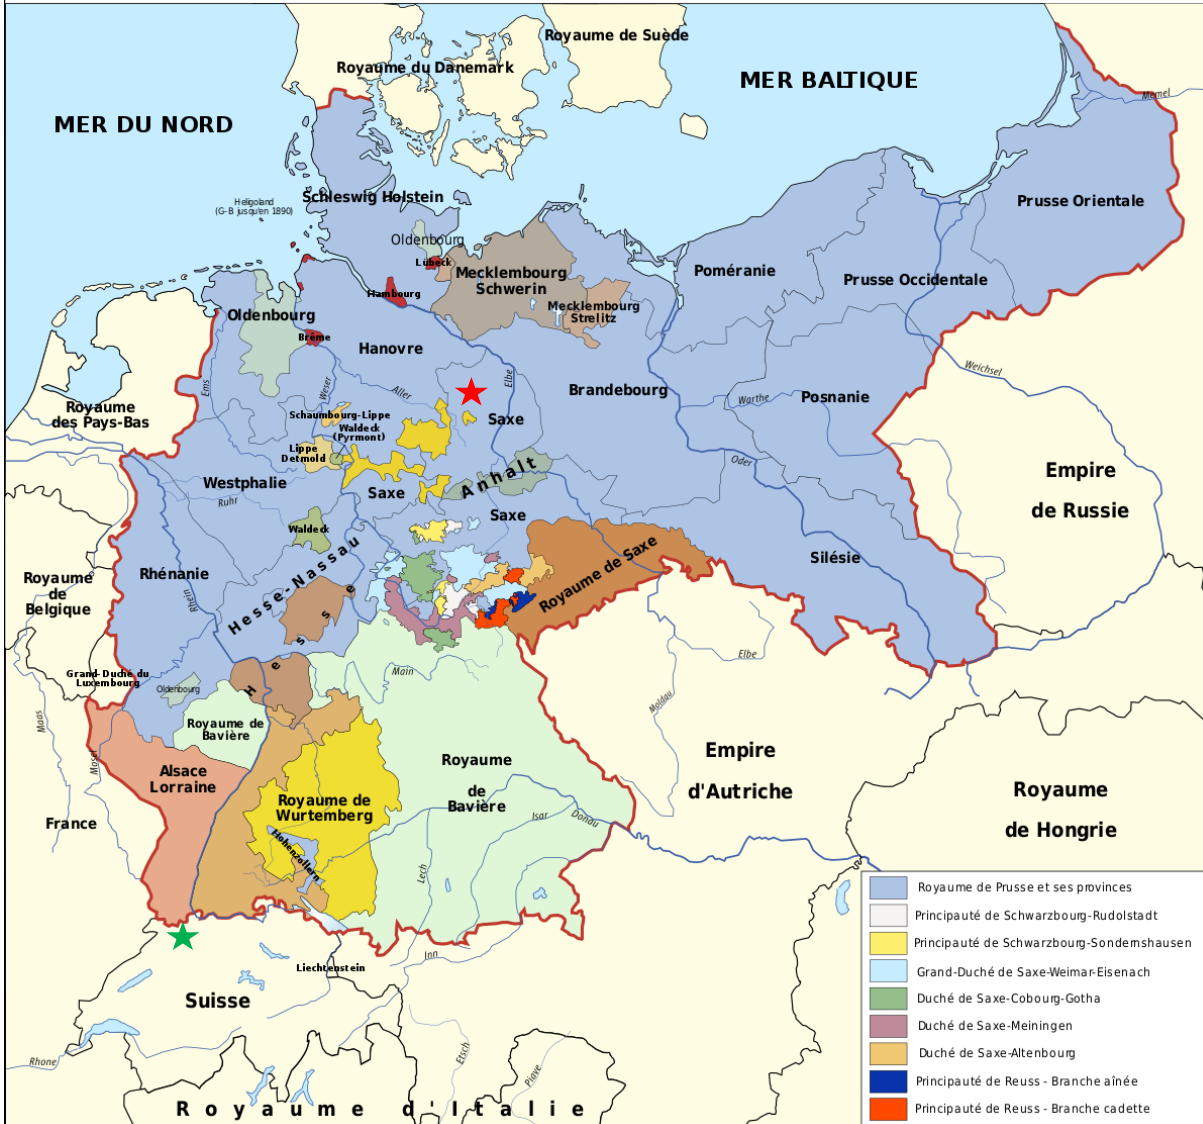 Royaume de Suède
Royaume du Danemark
MER BALTIQUE
MER DU NORD
Memel
Heligoland
(G-B jusqu'en 1890)
Schleswig Holstein
Prusse Orientale
Oldenbourg
Lübeck
Mecklembourg
Schwerin
Poméranie
Prusse Occidentale
Hambourg
Mecklembourg
Strelitz
Oldenbourg
Brême
Hanovre
Elbe
Weichsel
Ems
Weser
Aller
Brandebourg
Warthe
Posnanie
Royaume
des Pays-Bas
Schaumbourg-Lippe
Waldeck
(Pyrmont)
Saxe
Lippe
Detmold
Oder
Empire
de Russie
Westphalie
Ruhr
Saxe
Anhalt
Saxe
Waldeck
Royaume de Saxe
Silésie
Royaume
de
Belgique
Rhénanie
Rhein
Hesse-Nassau
Hesse
Elbe
Moldau
Main
Grand-Duché du
Luxembourg
Oldenbourg
Maas
Mosel
Royaume de
Bavière
Alsace
Lorraine
Royaume
de
Bavière
Empire
d'Autriche
Royaume de
Wurtemberg
Isar
Donau
Royaume
de Hongrie
France
Hohenzollern
Lech
Inn
Liechtenstein
Suisse
Rhone
Etsch
Piave
Royaume d'Italie
Royaume de Prusse et ses provinces
Principauté de Schwarzbourg-Rudolstadt
Principauté de Schwarzbourg-Sondernshausen
Grand-Duché de Saxe-Weimar-Eisenach
Duché de Saxe-Cobourg-Gotha
Duché de Saxe-Meiningen
Duché de Saxe-Altenbourg
Principauté de Reuss - Branche aînée
Principauté de Reuss - Branche cadette